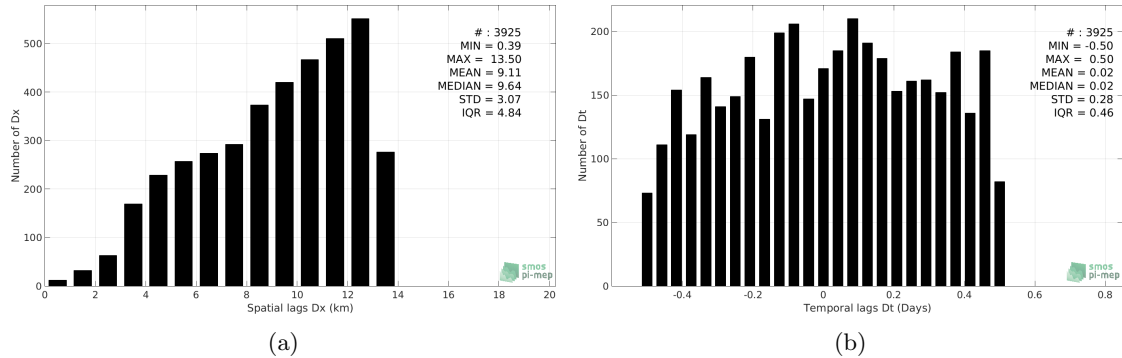 500
400
300
200
100
0
Number of Dx
# : 3925
MIN = 0.39
MAX = 13.50
MEAN = 9.11
MEDIAN = 9.64
STD = 3.07
IQR = 4.84
smos
pi-mep
0 2 4 6 8 10 12 14 16 18 20
Spatial lags Dx (km)
(a)
200
150
100
50
0
Number of Dt
# : 3925
MIN = -0.50
MAX = 0.50
MEAN = 0.02
MEDIAN = 0.02
STD = 0.28
IQR = 0.46
smos
pi-mep
-0.4 -0.2 0 0.2 0.4 0.6 0.8
Temporal lags Dt (Days)
(b)